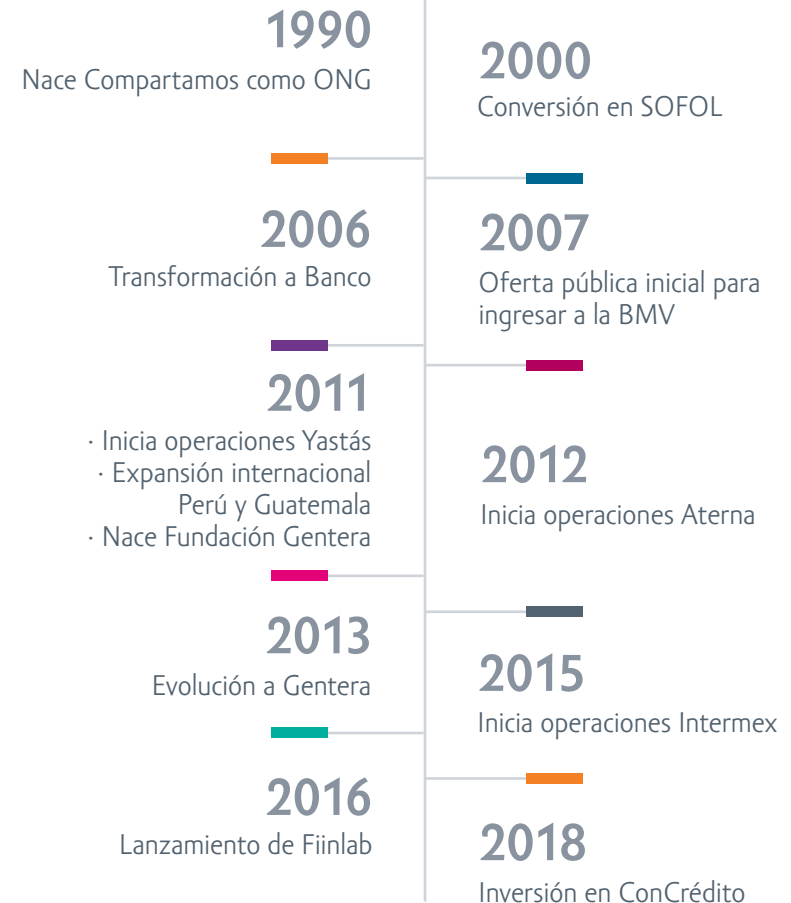 1990
Nace Compartamos como ONG
2000
Conversión en SOFOL
2006
Transformación a Banco
2007
Oferta pública inicial para
ingresar a la BMV
2011
· Inicia operaciones Yastás
· Expansión internacional
Perú y Guatemala
· Nace Fundación Gentera
2012
Inicia operaciones Aterna
2013
Evolución a Gentera
2015
Inicia operaciones Intermex
2016
Lanzamiento de Fiinlab
2018
Inversión en ConCrédito